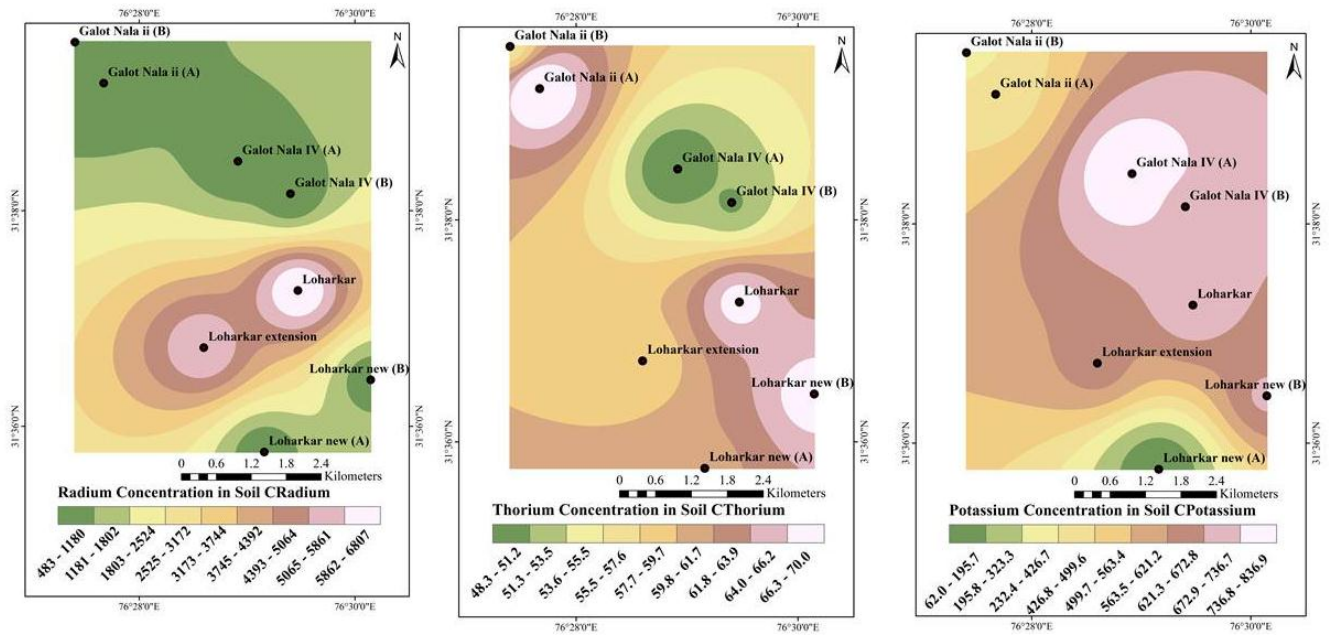 76°28'0"E 76°30'0"E
Galot Nala ii (B)
N
Galot Nala ii (A)
Galot Nala IV (A)
Galot Nala IV (B)
31°38'0"N 31°38'0"N
Loharkar
Loharkar extension
Loharkar new (B)
31°36'0"N 31°36'0"N
Loharkar new (A)
0 0.6 1.2 1.8 2.4
Kilometers
Radium Concentration in Soil CRadium
483 - 1180
1181 - 1802
1803 - 2524
2525 - 3172
3173 - 3744
3745 - 4392
4393 - 5064
5065 - 5861
5862 - 6807
76°28'0"E 76°30'0"E
76°28'0"E 76°30'0"E
Galot Nala ii (B)
N
Galot Nala ii (A)
Galot Nala IV (A)
Galot Nala IV (B)
31°38'0"N 31°38'0"N
Loharkar
Loharkar extension
Loharkar new (B)
31°36'0"N 31°36'0"N
Loharkar new (A)
0 0.6 1.2 1.8 2.4
Kilometers
Thorium Concentration in Soil CThorium
48.3 - 51.2
51.3 - 53.5
53.6 - 55.5
55.5 - 57.6
57.7 - 59.7
59.8 - 61.7
61.8 - 63.9
64.0 - 66.2
66.3 - 70.0
76°28'0"E 76°30'0"E
76°28'0"E 76°30'0"E
Galot Nala ii (B)
N
Galot Nala ii (A)
Galot Nala IV (A)
Galot Nala IV (B)
31°38'0"N 31°38'0"N
Loharkar
Loharkar extension
Loharkar new (B)
31°36'0"N 31°36'0"N
Loharkar new (A)
0 0.6 1.2 1.8 2.4
Kilometers
Potassium Concentration in Soil CPotassium
62.0 - 195.7
195.8 - 323.3
232.4 - 426.7
426.8 - 499.6
499.7 - 563.4
563.5 - 621.2
621.3 - 672.8
672.9 - 736.7
736.8 - 836.9
76°28'0"E 76°30'0"E